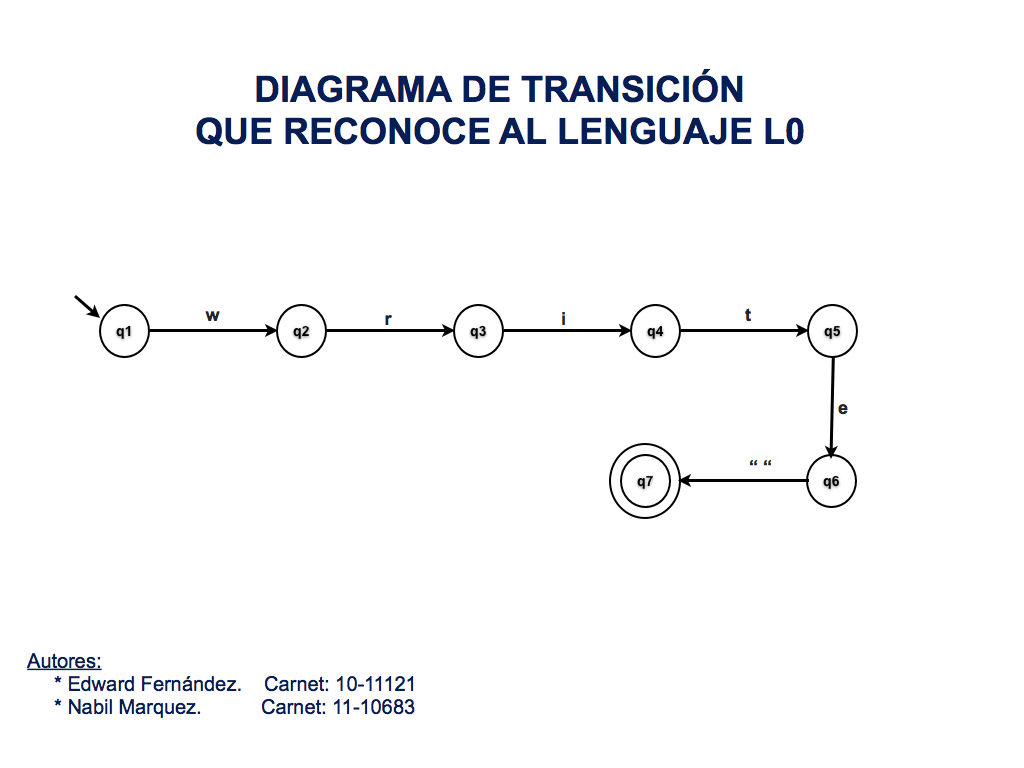 DIAGRAMA DE TRANSICIÓN
QUE RECONOCE AL LENGUAJE L0
q1
w
q2
r
q3
i
q4
t
q5
e
q7
“ “
q6
Autores:
* Edward Fernández. Carnet: 10-11121
* Nabil Marquez. Carnet: 11-10683